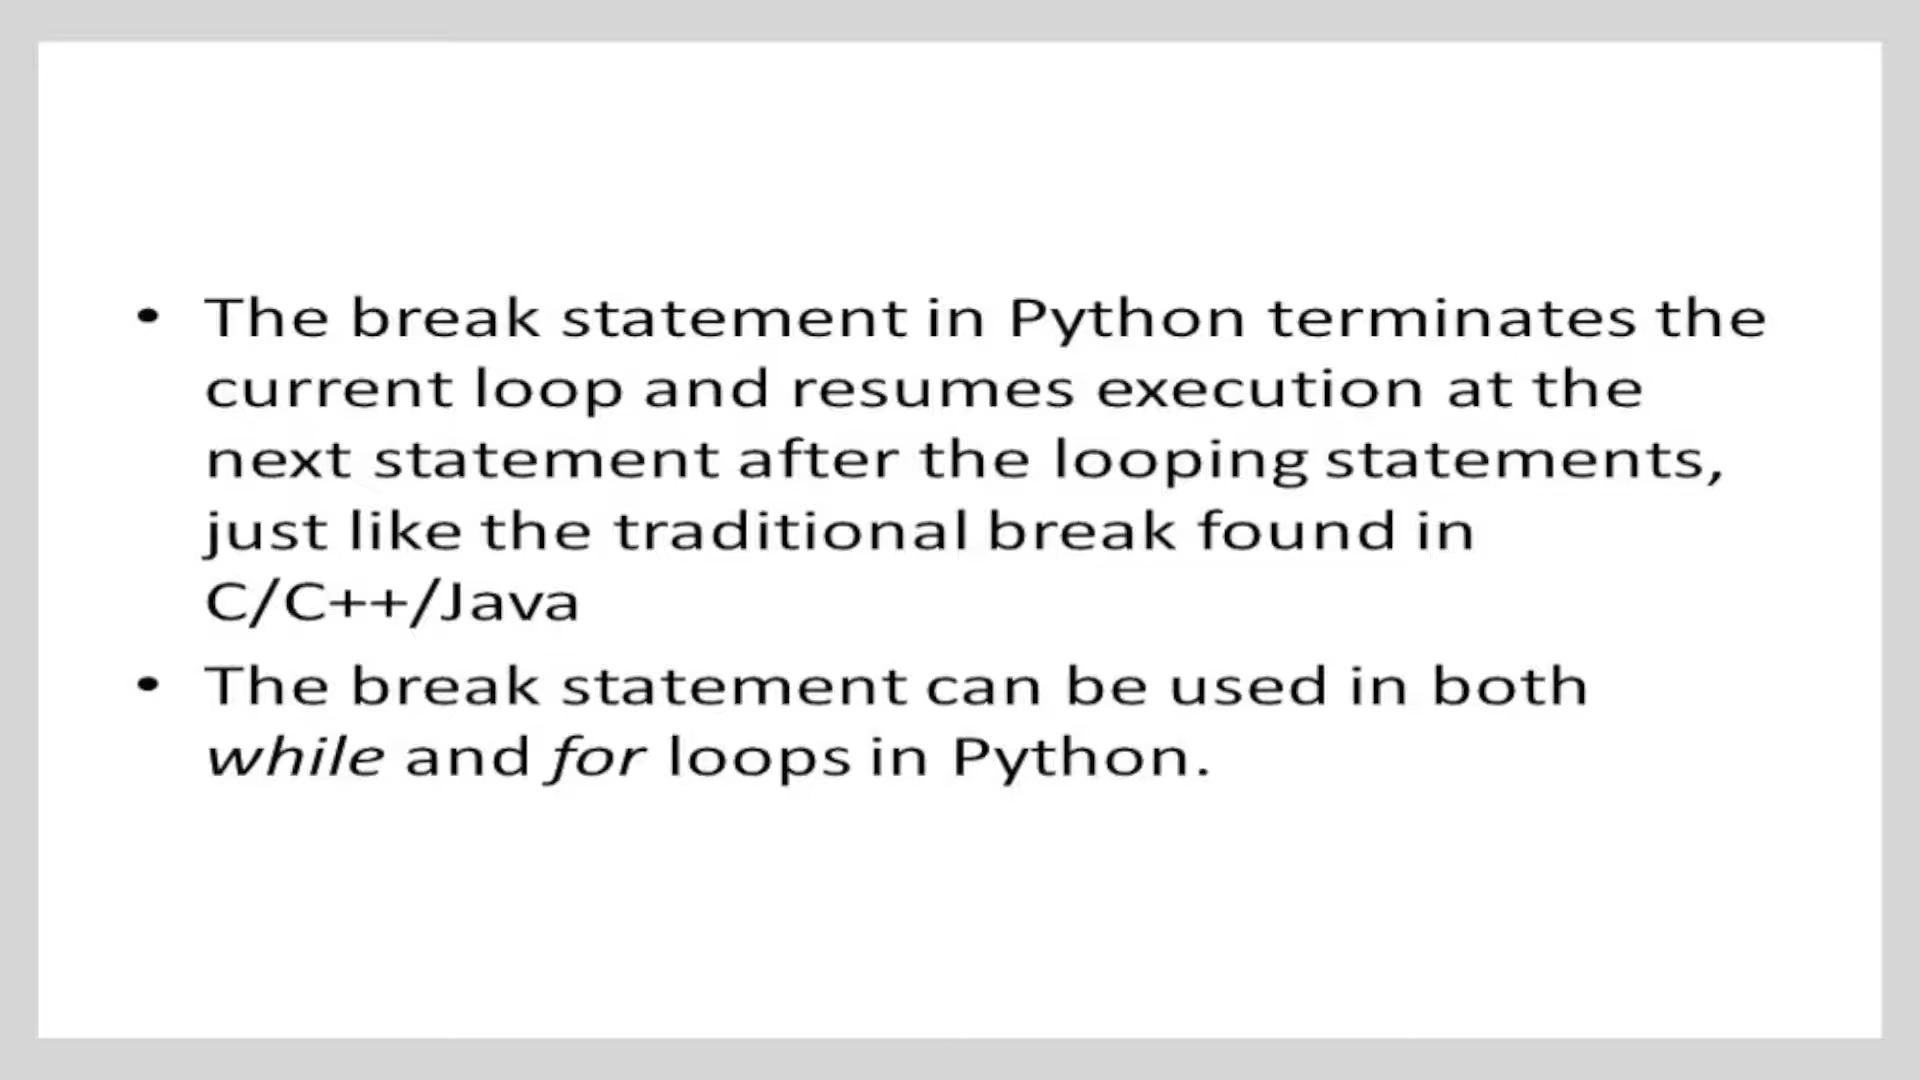 • The break statement in Python terminates the
current loop and resumes execution at the
next statement after the looping statements,
just like the traditional break found in
C/C++/Java
• The break statement can be used in both
while and for loops in Python.